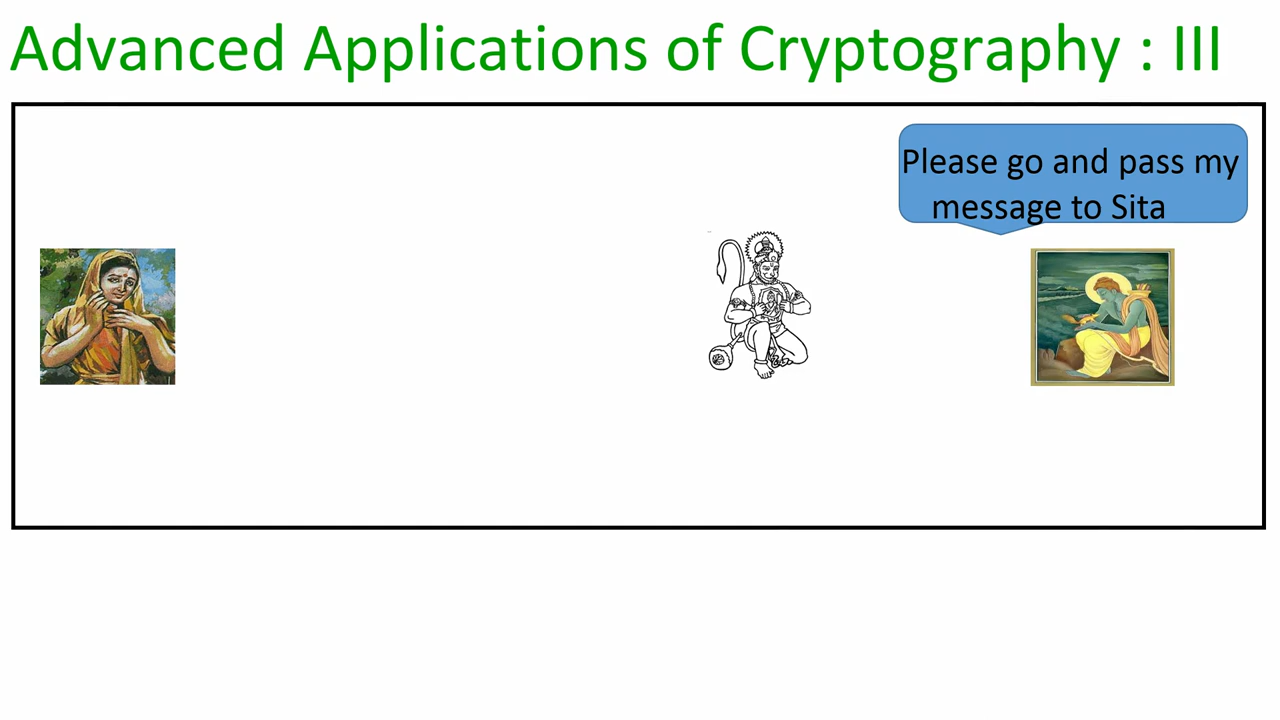 Advanced Applications of Cryptography : III
Please go and pass my
message to Sita